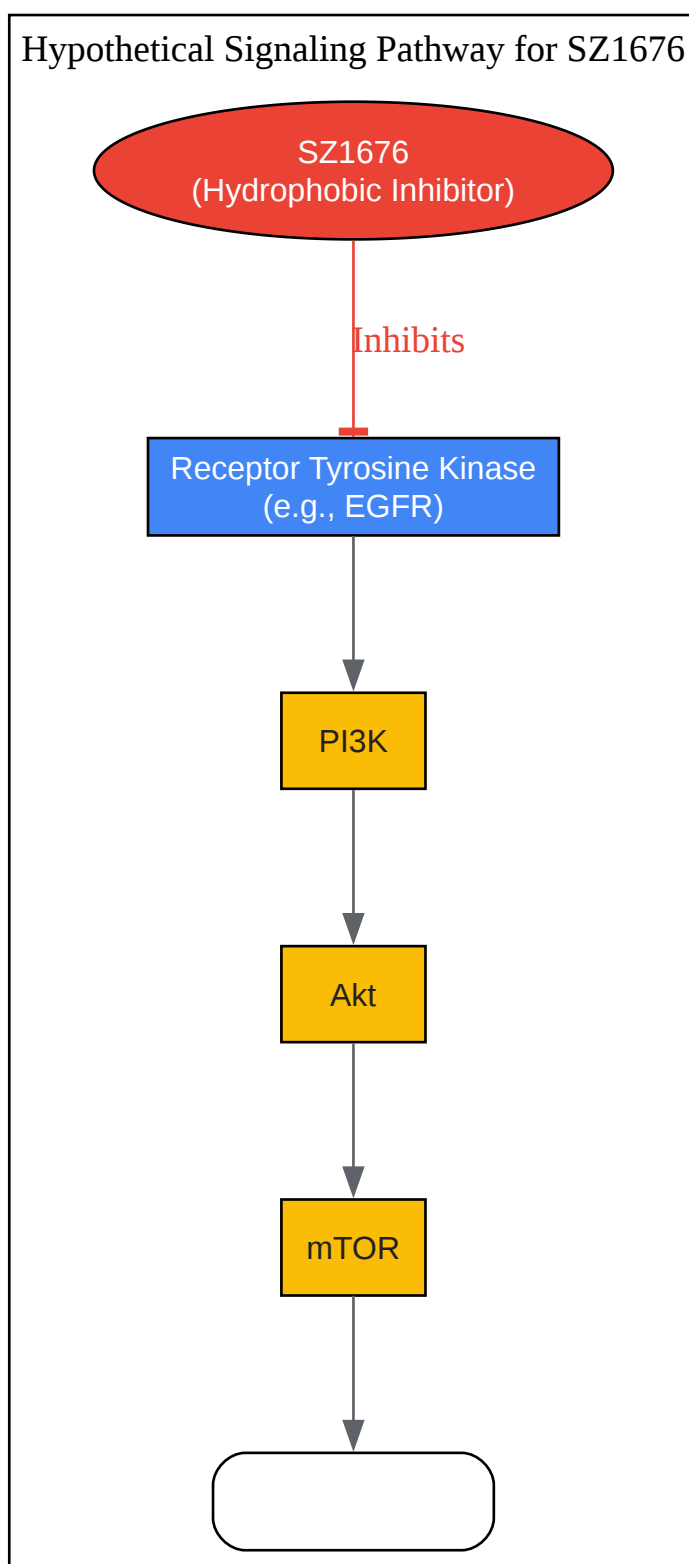 Hypothetical Signaling Pathway for SZ1676
SZ1676
(Hydrophobic Inhibitor)
Inhibits
Receptor Tyrosine Kinase
(e.g., EGFR)
PI3K
Akt
mTOR